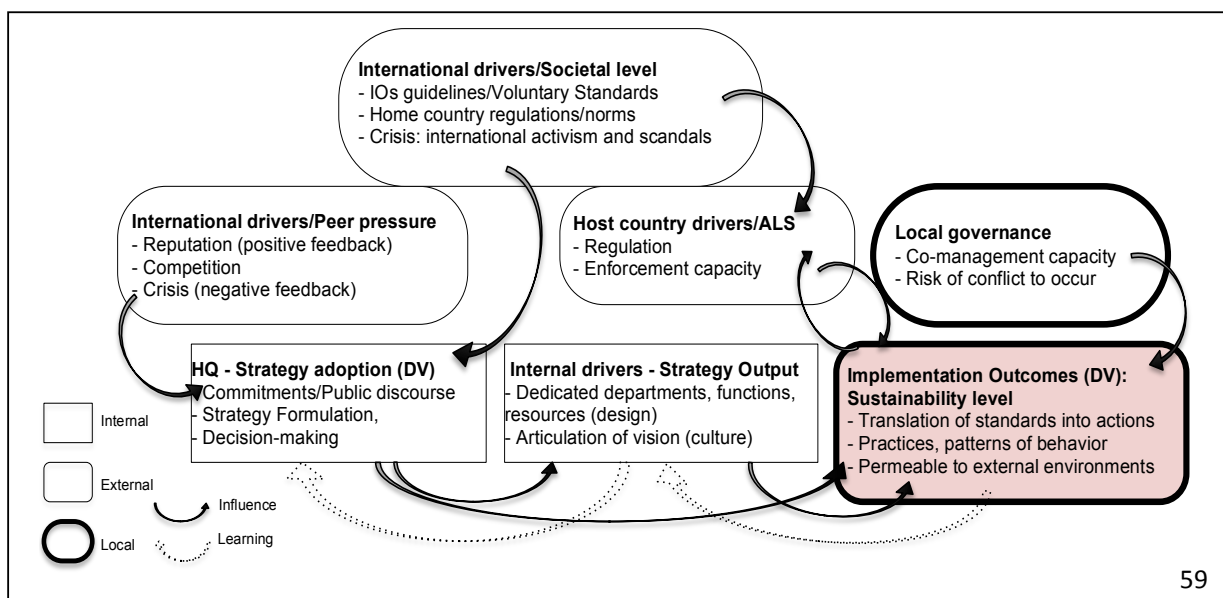 International drivers/Societal level
- IOs guidelines/Voluntary Standards
- Home country regulations/norms
- Crisis: international activism and scandals
International drivers/Peer pressure
- Reputation (positive feedback)
- Competition
- Crisis (negative feedback)
Host country drivers/ALS
- Regulation
- Enforcement capacity
Local governance
- Co-management capacity
- Risk of conflict to occur
HQ - Strategy adoption (DV)
- Commitments/Public discourse
- Strategy Formulation,
- Decision-making
Internal drivers - Strategy Output
- Dedicated departments, functions,
resources (design)
- Articulation of vision (culture)
Implementation Outcomes (DV):
Sustainability level
- Translation of standards into actions
- Practices, patterns of behavior
- Permeable to external environments
Internal
External
Local
Influence
Learning
59